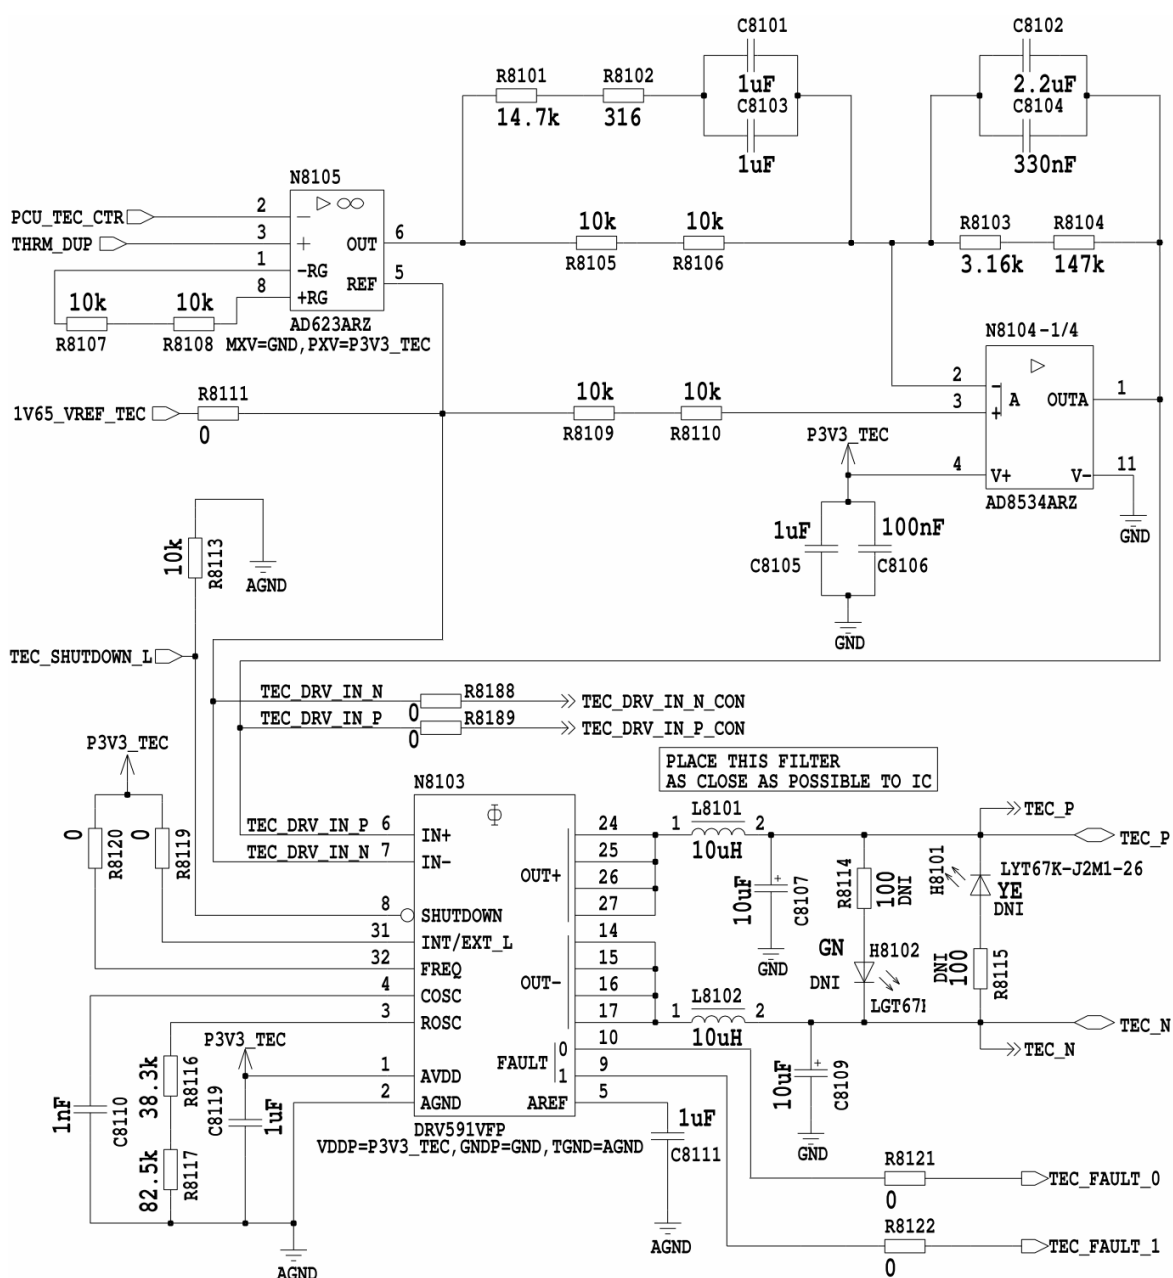 C8101
1uF
C8103
1uF
C8102
2.2uF
C8104
330nF
R8101
14.7k
R8102
316
N8105
PCU_TEC_CTR
2
−
THRM_DUP
3
+
OUT
6
1
-RG
REF
5
8
+RG
10k
R8107
10k
R8108
AD623ARZ
MXV=GND,PXV=P3V3_TEC
10k
R8105
10k
R8106
R8103
3.16k
R8104
147k
N8104-1/4
2
-
A
OUTA
1
3
+
4
V+
V-
11
AD8534ARZ
GND
1V65_VREF_TEC
R8111
0
10k
R8109
10k
R8110
P3V3_TEC
1uF
C8105
100nF
C8106
GND
10k
R8113
AGND
TEC_SHUTDOWN_L
TEC_DRV_IN_N
0
R8188
TEC_DRV_IN_N_CON
TEC_DRV_IN_P
0
R8189
TEC_DRV_IN_P_CON
P3V3_TEC
0
R8120
0
R8119
PLACE THIS FILTER
AS CLOSE AS POSSIBLE TO IC
N8103
TEC_DRV_IN_P
6
IN+
TEC_DRV_IN_N
7
IN-
8
SHUTDOWN
31
INT/EXT_L
32
FREQ
4
COSC
3
ROSC
1
AVDD
2
AGND
OUT+
24
25
26
27
OUT-
14
15
16
17
FAULT
0
10
1
9
AREF
5
DRV591VFP
VDDP=P3V3_TEC,GNDP=GND,TGND=AGND
L8101
1
2
10uH
10uF
C8107
GND
R8114
100
DNI
GN
H8102
DNI
LGT67
H8101
LYT67K-J2M1-26
YE
DNI
DNI
100
R8115
TEC_P
TEC_P
L8102
1
2
10uH
10uF
C8109
GND
TEC_N
TEC_N
P3V3_TEC
1nF
C8110
38.3k
R8116
82.5k
R8117
C8119
1uF
AGND
1uF
C8111
AGND
R8121
0
TEC_FAULT_0
R8122
0
TEC_FAULT_1